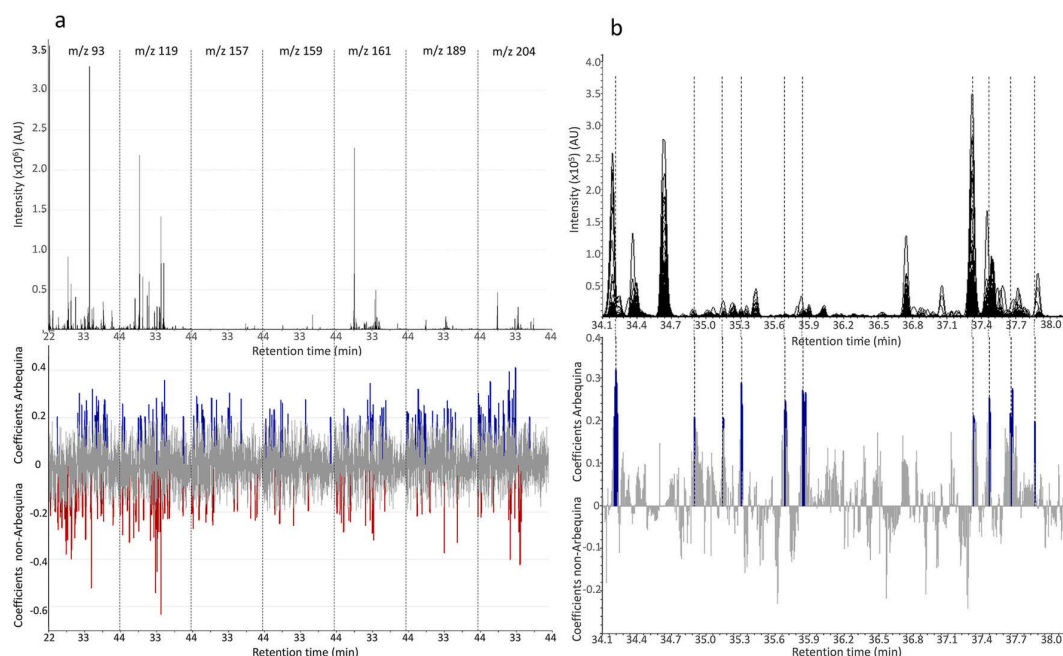 a
m/z 93 m/z 119 m/z 157 m/z 159 m/z 161 m/z 189 m/z 204
Intensity (x10⁶) (AU)
3.5
3.0
2.5
2.0
1.5
1.0
0.5
22 33 44 33 44 33 44 33 44 33 44 33 44 33 44
Retention time (min)
Coefficients Arbequina
Coefficients non-Arbequina
0.4
0.2
0
-0.2
-0.4
-0.6
22 33 44 33 44 33 44 33 44 33 44 33 44 33 44
Retention time (min)
b
Intensity (x10⁵) (AU)
4.0
3.5
3.0
2.5
2.0
1.5
1.0
0.5
34.1 34.4 34.7 35.0 35.3 35.6 35.9 36.2 36.5 36.8 37.1 37.4 37.7 38.0
Retention time (min)
Coefficients Arbequina
Coefficients non-Arbequina
0.4
0.3
0.2
0.1
0
-0.1
-0.2
34.1 34.4 34.7 35.0 35.3 35.6 35.9 36.2 36.5 36.8 37.1 37.4 37.7 38.0
Retention time (min)